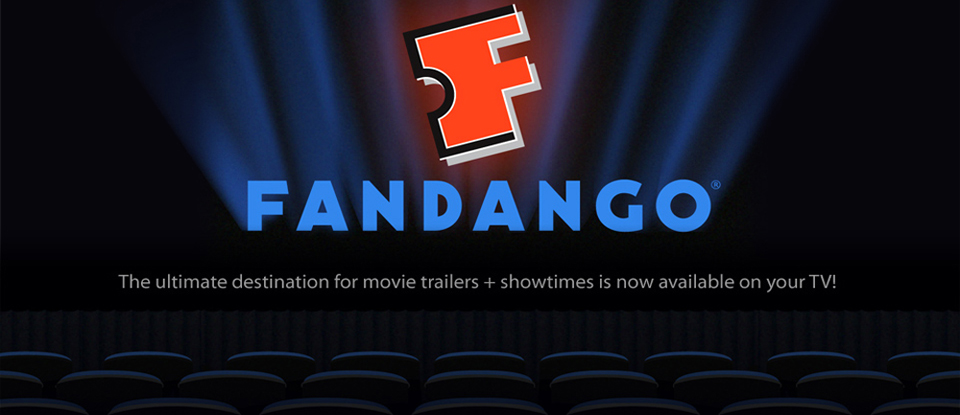 F
FANDANGO®
The ultimate destination for movie trailers + showtimes is now available on your TV!